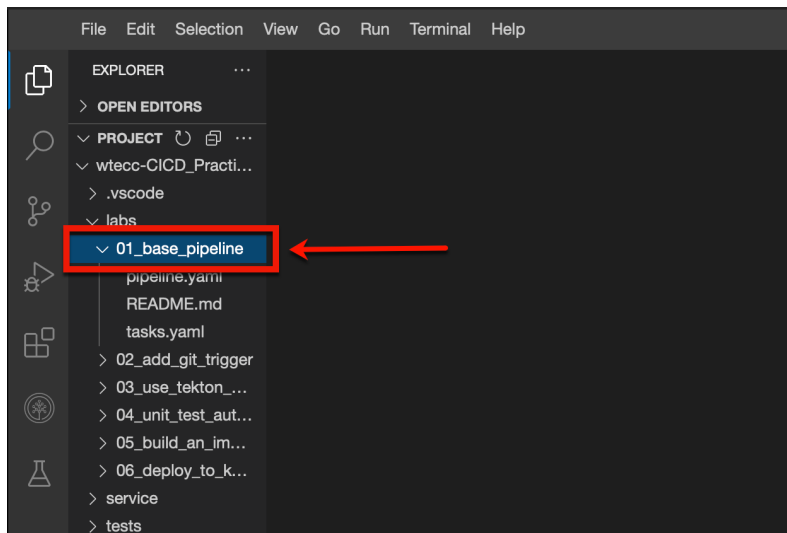 File Edit Selection View Go Run Terminal Help
EXPLORER ...
OPEN EDITORS
PROJECT ...
wtecc-CICD_Practi...
.vscode
labs
01_base_pipeline
pipeline.yaml
README.md
tasks.yaml
02_add_git_trigger
03_use_tekton_...
04_unit_test_aut...
05_build_an_im...
06_deploy_to_k...
service
tests